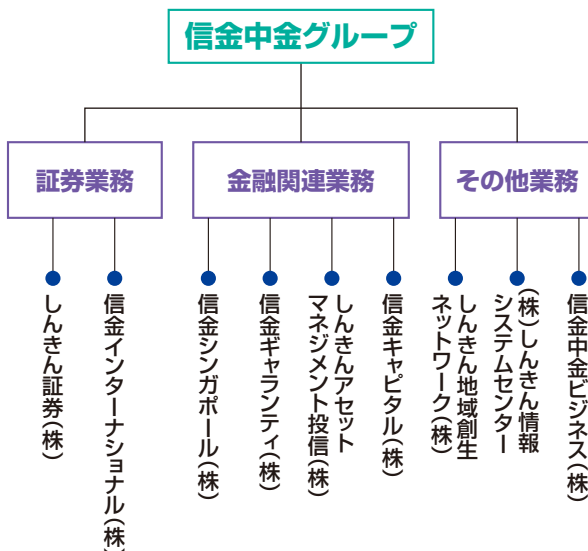 信金中金グループ
証券業務
金融関連業務
その他業務
しんきん証券(株)
信金インターナショナル(株)
信金シンガポール(株)
信金ギャランティ(株)
しんきんアセット
マネジメント投信(株)
信金キャピタル(株)
しんきん地域創生
ネットワーク(株)
(株)しんきん情報
システムセンター
信金中金ビジネス(株)